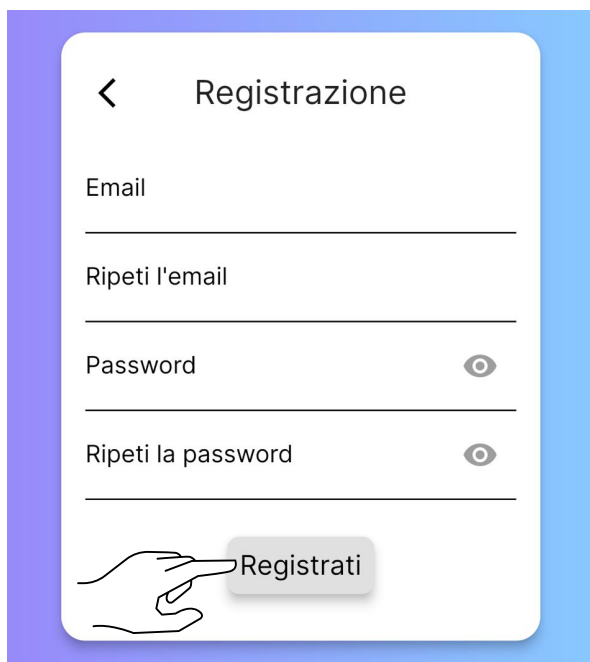 Registrazione
Email
Ripeti l'email
Password
Ripeti la password
Registrati